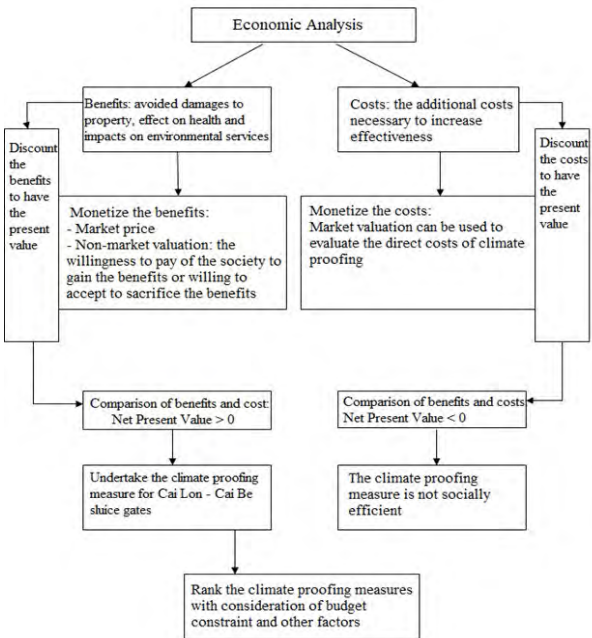 Economic Analysis
Benefits: avoided damages to
property, effect on health and
impacts on environmental services
Costs: the additional costs
necessary to increase
effectiveness
Discount
the
benefits
to have
the
present
value
Discount
the costs
to have
the
present
value
Monetize the benefits:
- Market price
- Non-market valuation: the
willingness to pay of the society to
gain the benefits or willing to
accept to sacrifice the benefits
Monetize the costs:
Market valuation can be used to
evaluate the direct costs of climate
proofing
Comparison of benefits and cost:
Net Present Value > 0
Comparison of benefits and costs
Net Present Value < 0
Undertake the climate proofing
measure for Cai Lon - Cai Be
sluice gates
The climate proofing
measure is not socially
efficient
Rank the climate proofing measures
with consideration of budget
constraint and other factors